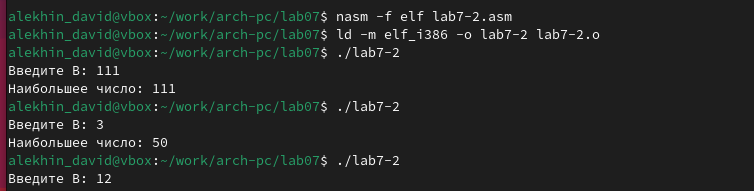 alekhin_david@vbox:~/work/arch-pc/lab07$ nasm -f elf lab7-2.asm
alekhin_david@vbox:~/work/arch-pc/lab07$ ld -m elf_i386 -o lab7-2 lab7-2.o
alekhin_david@vbox:~/work/arch-pc/lab07$ ./lab7-2
Введите B: 111
Наибольшее число: 111
alekhin_david@vbox:~/work/arch-pc/lab07$ ./lab7-2
Введите B: 3
Наибольшее число: 50
alekhin_david@vbox:~/work/arch-pc/lab07$ ./lab7-2
Введите B: 12